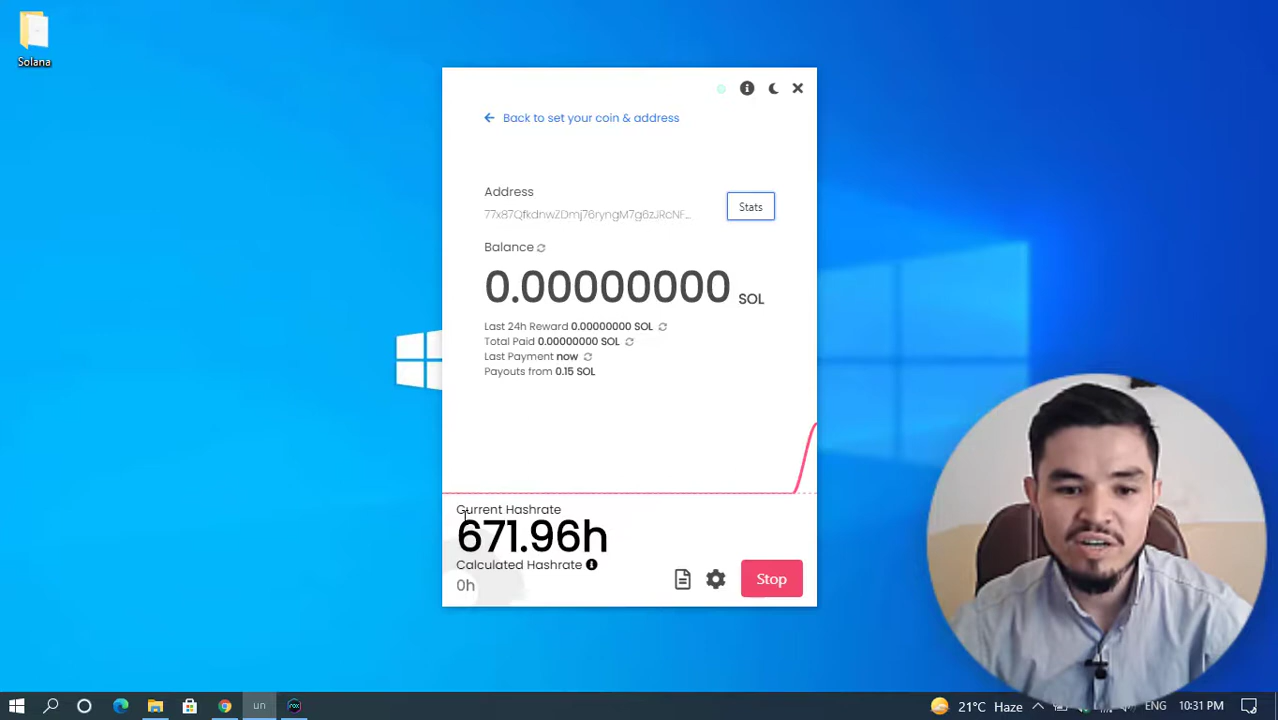 Solana
Back to set your coin & address
Address
Stats
Balance
0.00000000 SOL
Last 24h Reward 0.00000000 SOL
Total Paid 0.00000000 SOL
Last Payment now
Payouts from 0.15 SOL
Current Hashrate
671.96h
Calculated Hashrate
0h
Stop
un
21°C Haze
ENG
10:31 PM